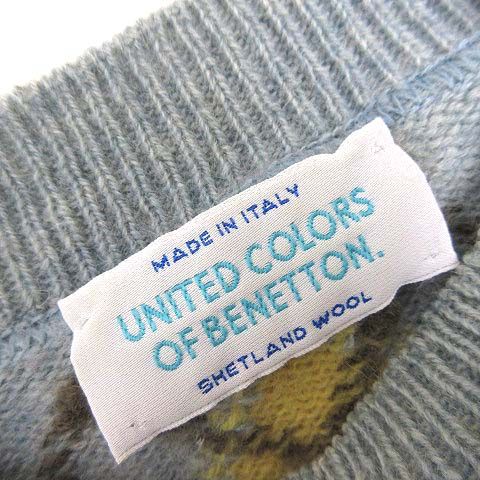 MADE IN ITALY
UNITED COLORS
OF BENETTON.
SHETLAND WOOL